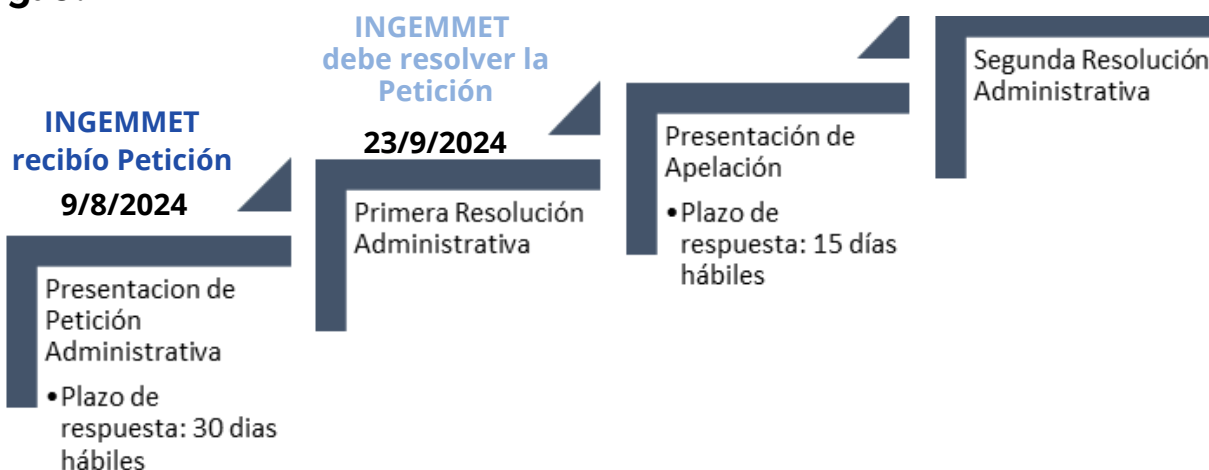 INGEMMET
recibío Petición
9/8/2024
Presentacion de
Petición
Administrativa
•Plazo de
respuesta: 30 dias
hábiles
INGEMMET
debe resolver la
Petición
23/9/2024
Primera Resolución
Administrativa
Presentación de
Apelación
•Plazo de
respuesta: 15 días
hábiles
Segunda Resolución
Administrativa